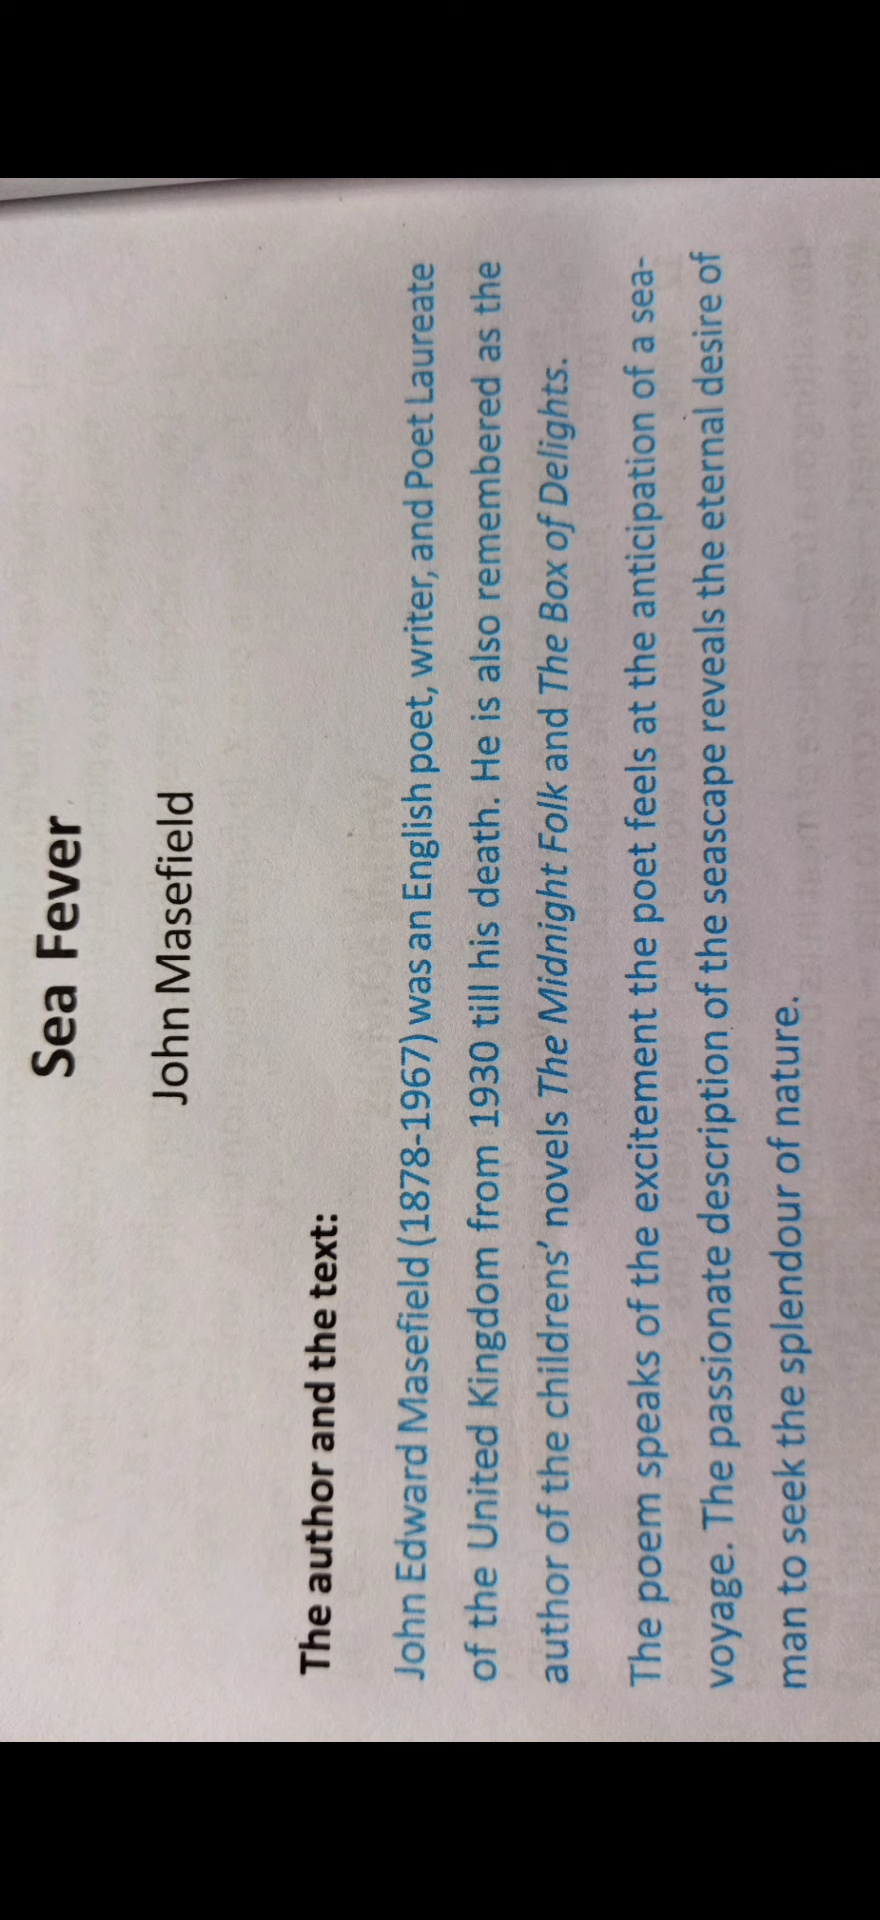 Sea Fever
John Masefield
The author and the text:
John Edward Masefield (1878-1967) was an English poet, writer, and Poet Laureate
of the United Kingdom from 1930 till his death. He is also remembered as the
author of the childrens’ novels The Midnight Folk and The Box of Delights.
The poem speaks of the excitement the poet feels at the anticipation of a sea-
voyage. The passionate description of the seascape reveals the eternal desire of
man to seek the splendour of nature.